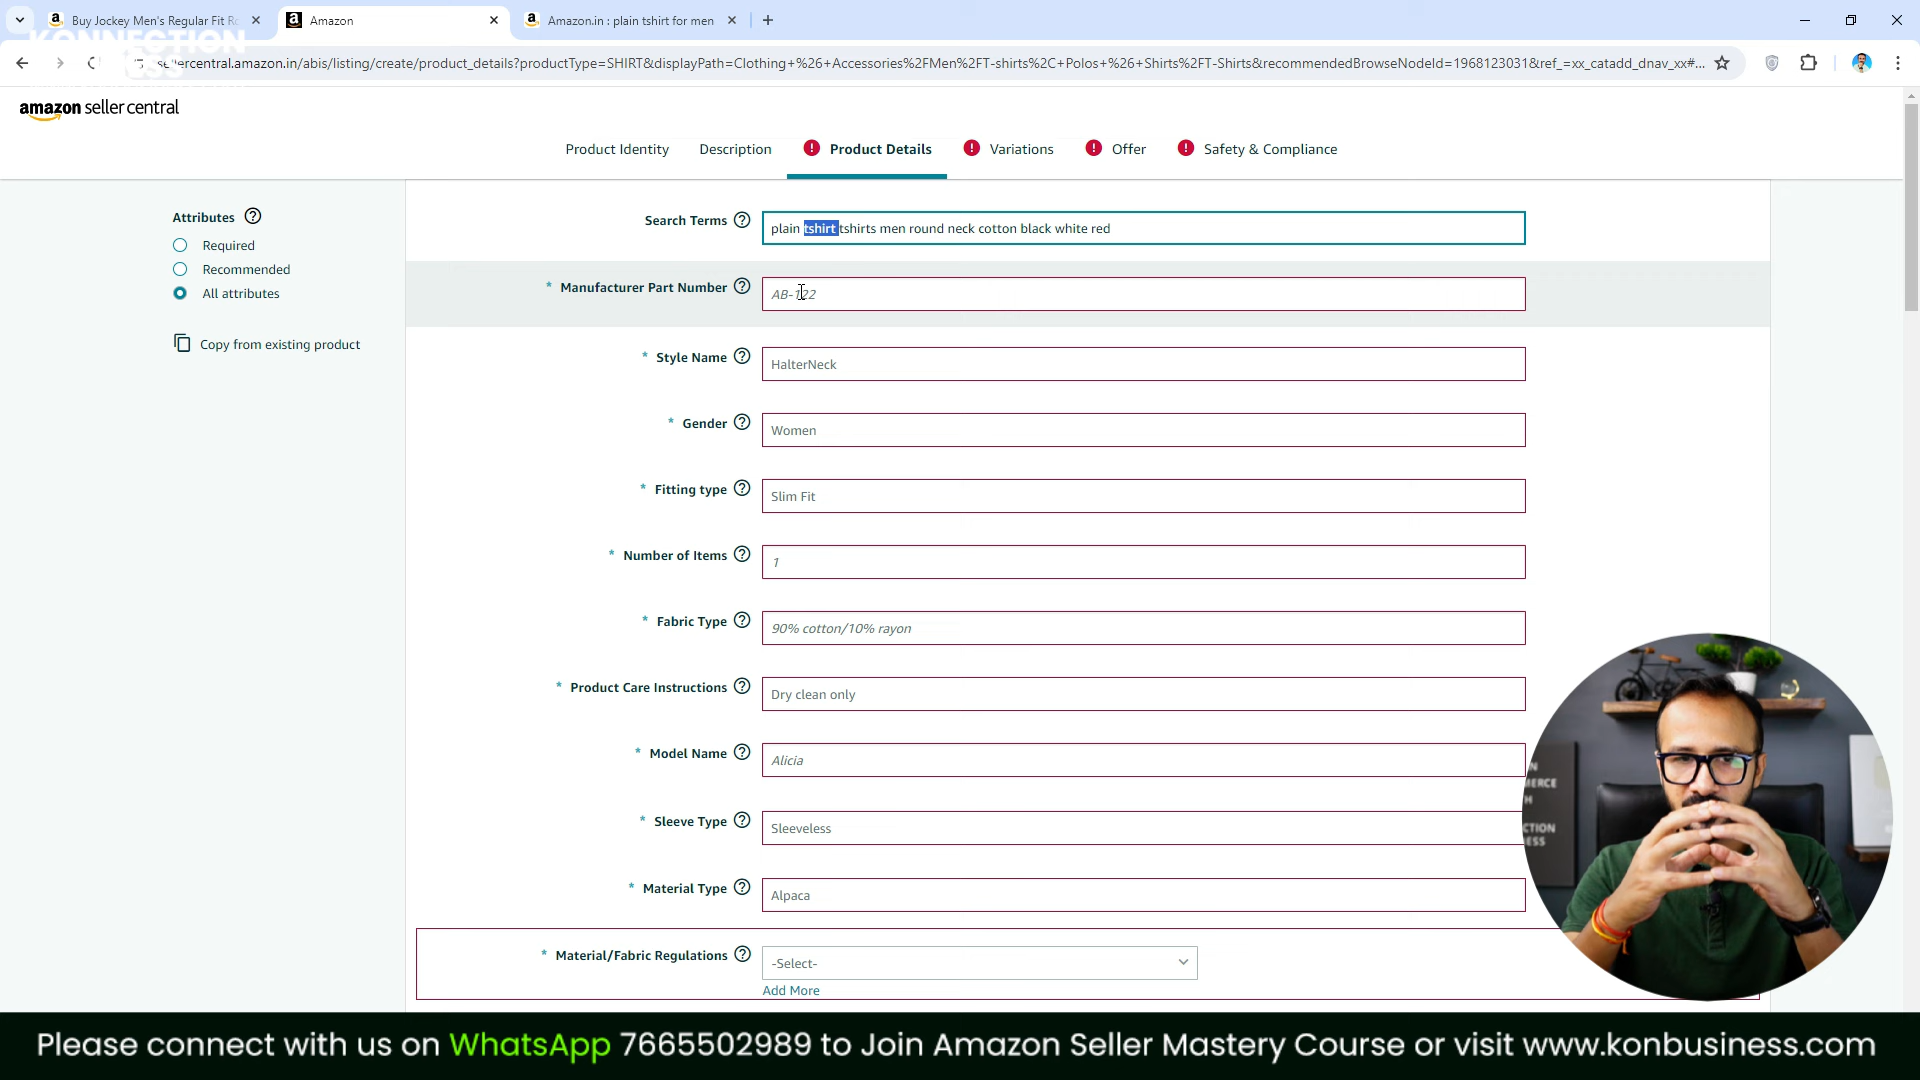 Buy Jockey Men's Regular Fit Ro
Amazon
Amazon.in : plain tshirt for men
KONNECTION
sellercentral.amazon.in/abis/listing/create/product_details?productType=SHIRT&displayPath=Clothing+%26+Accessories%2FMen%2FT-shirts%2C+Polos+%26+Shirts%2FT-Shirts&recommendedBrowseNodeId=1968123031&ref_=xx_catadd_dnav_xx#...
amazon seller central
Product Identity
Description
Product Details
Variations
Offer
Safety & Compliance
Attributes
Required
Recommended
All attributes
Copy from existing product
Search Terms
plain tshirt tshirts men round neck cotton black white red
* Manufacturer Part Number
AB-122
* Style Name
HalterNeck
* Gender
Women
* Fitting type
Slim Fit
* Number of Items
1
* Fabric Type
90% cotton/10% rayon
* Product Care Instructions
Dry clean only
* Model Name
Alicia
* Sleeve Type
Sleeveless
* Material Type
Alpaca
* Material/Fabric Regulations
-Select-
Add More
Please connect with us on WhatsApp 7665502989 to Join Amazon Seller Mastery Course or visit www.konbusiness.com